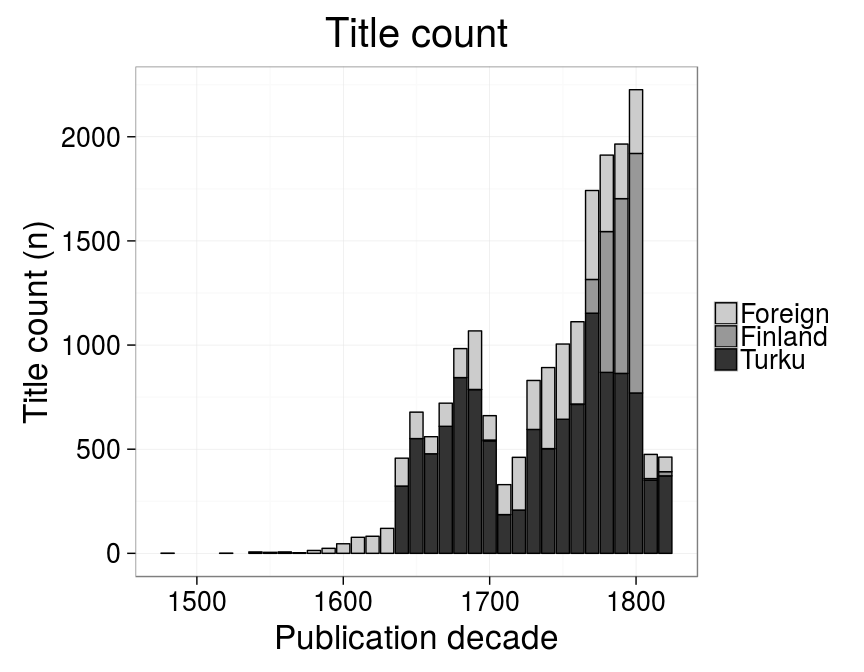 Title count
Title count (n)
2000
1500
1000
500
0
1500 1600 1700 1800
Publication decade
Foreign
Finland
Turku